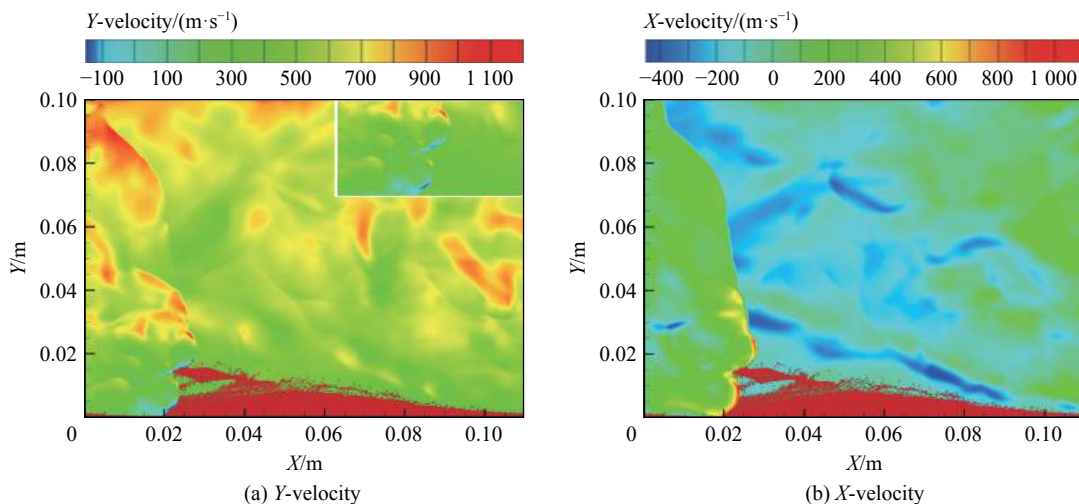 Y-velocity/(m·s⁻¹)
−100 100 300 500 700 900 1 100
0.10
0.08
0.06
0.04
0.02
0 0.02 0.04 0.06 0.08 0.10
Y/m
X/m
(a) Y-velocity
X-velocity/(m·s⁻¹)
−400 −200 0 200 400 600 800 1 000
0.10
0.08
0.06
0.04
0.02
0 0.02 0.04 0.06 0.08 0.10
Y/m
X/m
(b) X-velocity